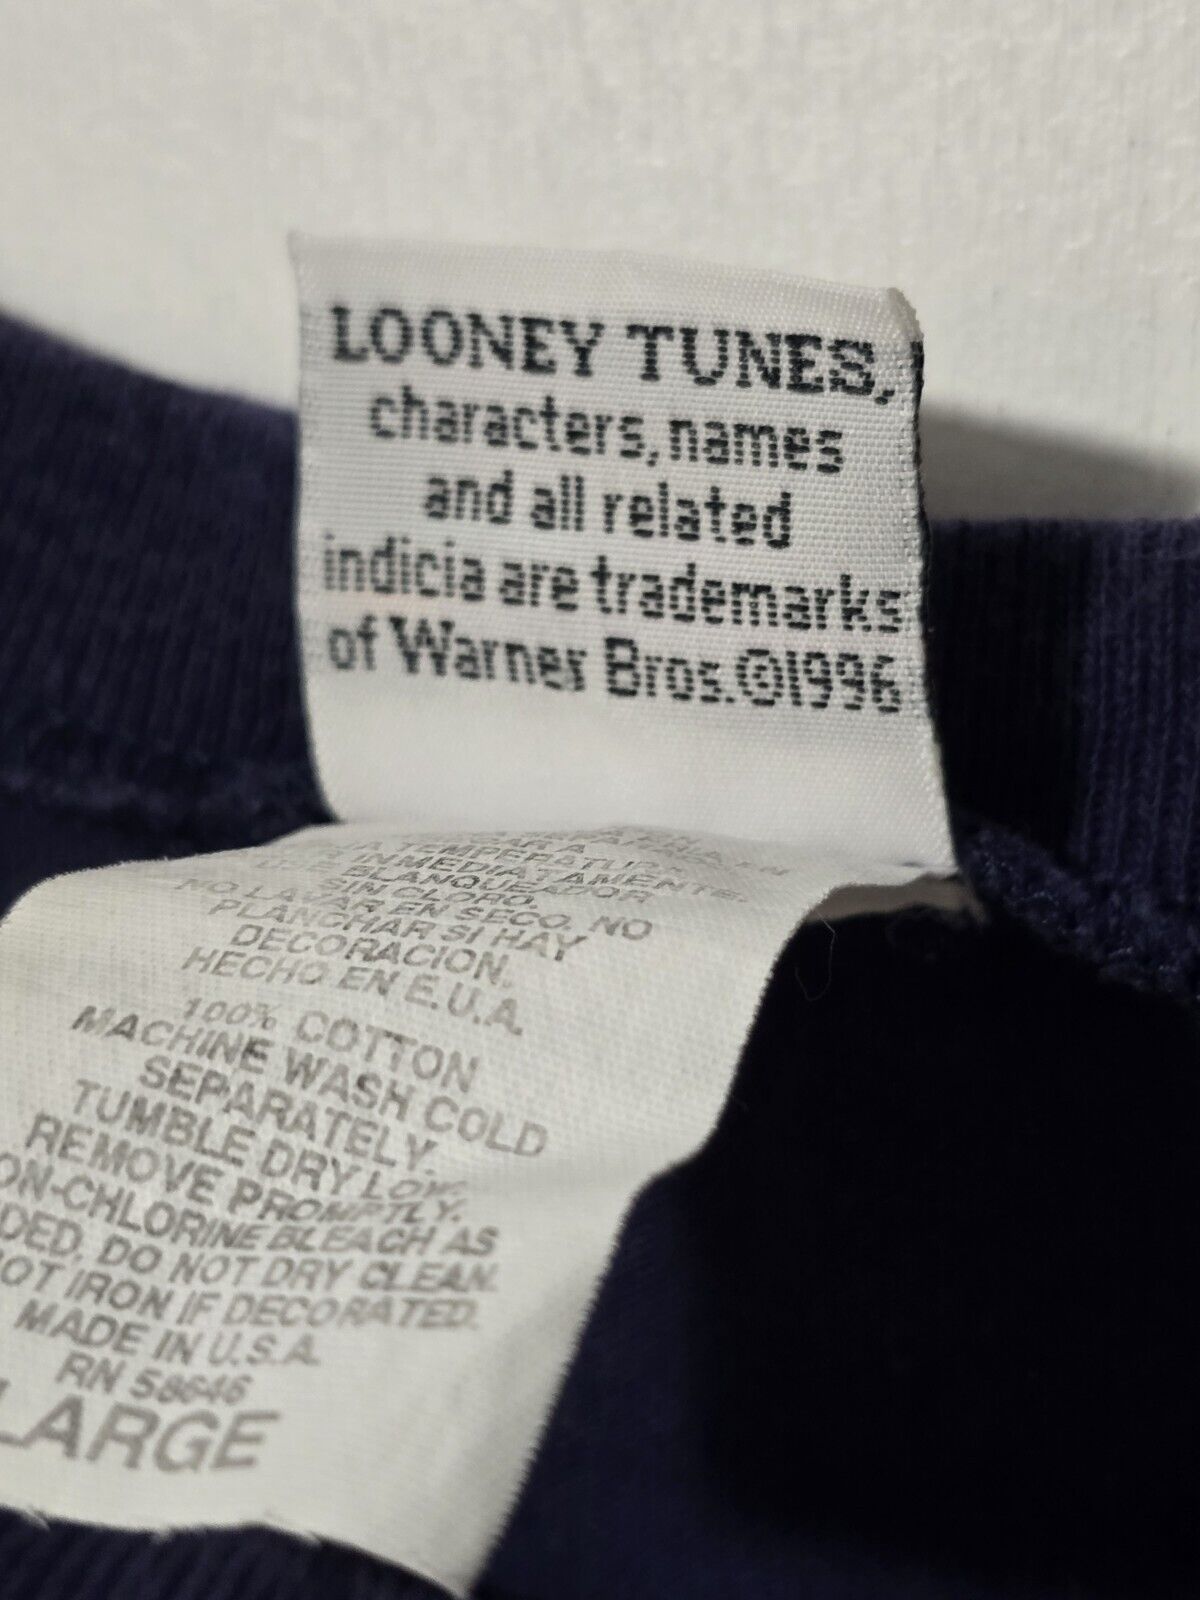 LOONEY TUNES,
characters, names
and all related
indicia are trademarks
of Warner Bros. ©1996
A TEMPERATURA
INMEDIATAMENTE.
BLANQUEADOR
SIN CLORO.
NO LAVAR EN SECO. NO
PLANCHAR SI HAY
DECORACION.
HECHO EN E.U.A.
100% COTTON
MACHINE WASH COLD
SEPARATELY.
TUMBLE DRY LOW.
REMOVE PROMPTLY.
ON-CHLORINE BLEACH AS
DED. DO NOT DRY CLEAN.
OT IRON IF DECORATED.
MADE IN U.S.A.
RN 58646
LARGE